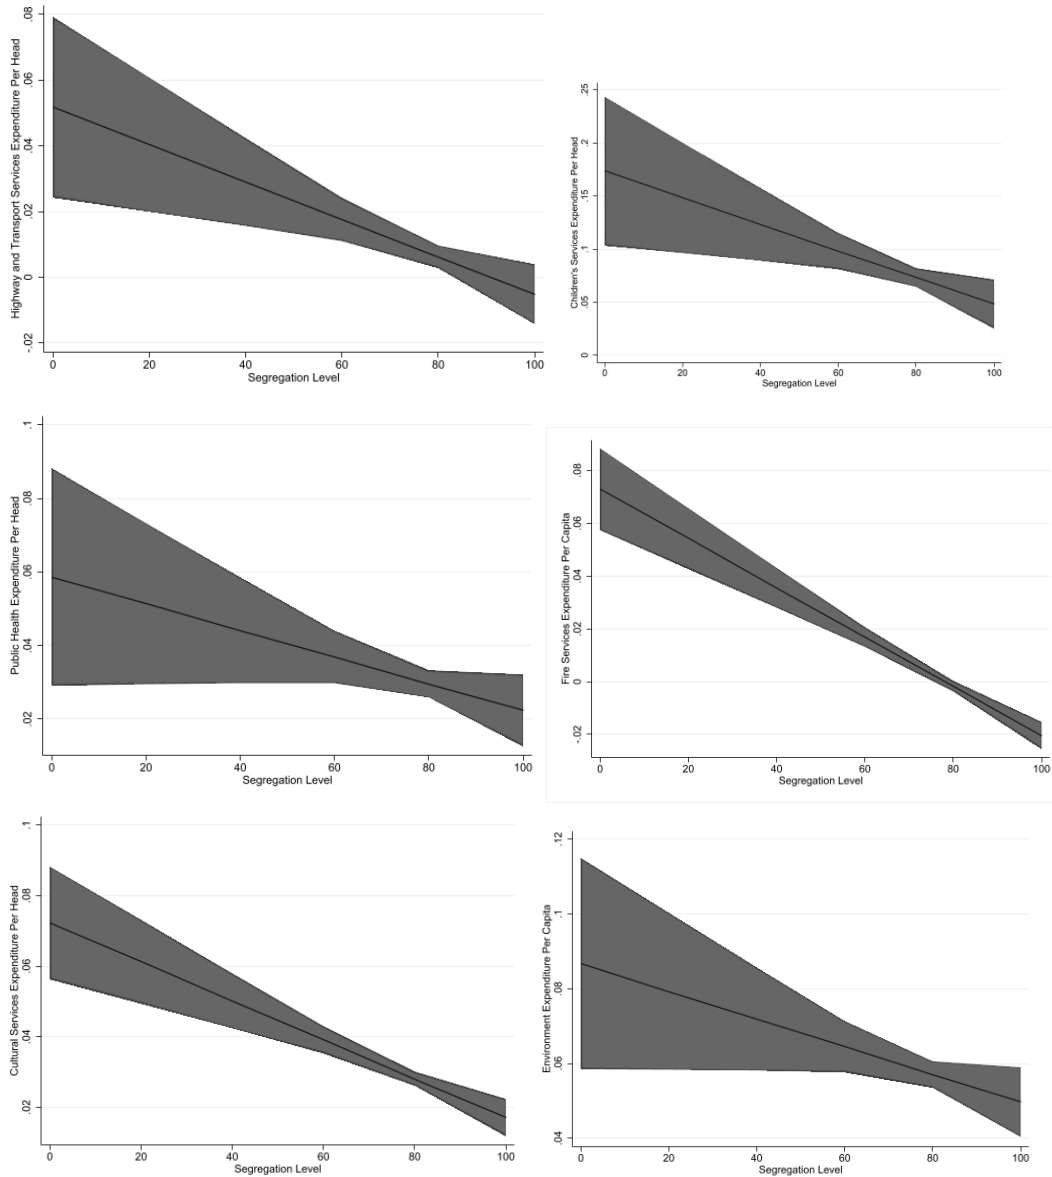 Highway and Transport Services Expenditure Per Head
.08
.06
.04
.02
0
-.02
0 20 40 60 80 100
Segregation Level
Children's Services Expenditure Per Head
.25
.2
.15
.1
.05
0
0 20 40 60 80 100
Segregation Level
Public Health Expenditure Per Head
.1
.08
.06
.04
.02
0 20 40 60 80 100
Segregation Level
Fire Services Expenditure Per Capita
.08
.06
.04
.02
0
-.02
0 20 40 60 80 100
Segregation Level
Cultural Services Expenditure Per Head
.1
.08
.06
.04
.02
0 20 40 60 80 100
Segregation Level
Environment Expenditure Per Capita
.12
.1
.08
.06
.04
0 20 40 60 80 100
Segregation Level